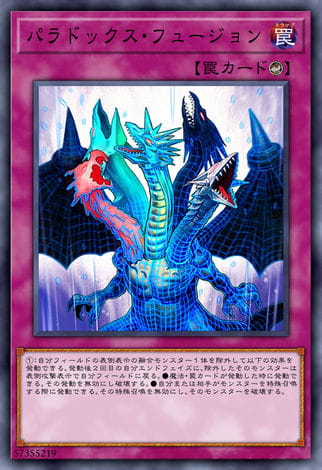 パラドックス・フュージョン
トラップ
罠
【罠カード】
①:自分フィールドの表側表示の融合モンスター1体を除外して以下の効果を
発動できる。発動後2回目の自分エンドフェイズに、除外したそのモンスター
は表側攻撃表示で自分フィールドに戻る。●魔法・罠カードが発動した時に発動で
きる。その発動を無効にし破壊する。●自分または相手がモンスターを特殊召喚
する際に発動できる。その特殊召喚を無効にし、そのモンスターを破壊する。
57355219